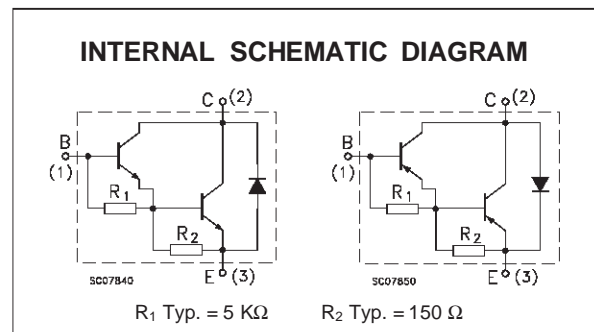 INTERNAL SCHEMATIC DIAGRAM
C (2)
B
(1)
R1
R2
SC07840
E (3)
C (2)
B
(1)
R1
R2
SC07850
E (3)
R1 Typ. = 5 KΩ R2 Typ. = 150 Ω